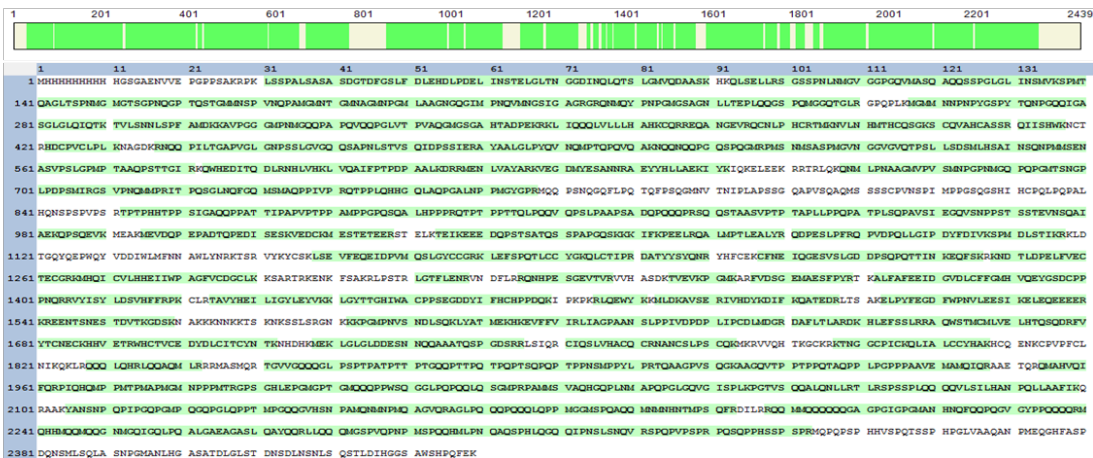 1 201 401 601 801 1001 1201 1401 1601 1801 2001 2201 2439
1 11 21 31 41 51 61 71 81 91 101 111 121 131
1 MHHHHHHHHH HGSGAENVVE PGPPSAKRPK LSSPALSASA SDGTDFGSLF DLEHDLPDEL INSTELGLTN GGDINQLQTS LGMVQDAASK HKQLSELLRS GSSPNLNMGV GGPGQVMASQ AQQSSPGLGL INSMVKSPMT
141 QAGLTSPNMG MGTSGPNQGP TQSTGMMNSP VNQPAMGMNT GMNAGMNPGM LAAGNGQGIM PNQVMNGSIG AGRGRQNMQY PNPGMGSAGN LLTEPLQQGS PQMGGQTGLR GPQPLKMGMM NNPNPYGSPY TQNPGQQIGA
281 SGLGLQIQTK TVLSNNLSPF AMDKKAVPGG GMPNMGQQPA PQVQQPGLVT PVAQGMGSGA HTADPEKRKL IQQQLVLLLH AHKCQRREQA NGEVRQCNLP HCRTMKNVLN HMTHCQSGKS CQVAHCASSR QIISHWKNCT
421 RHDCPVCLPL KNAGDKRNQQ PILTGAPVGL GNPSSLGVGQ QSAPNLSTVS QIDPSSIERA YAALGLPYQV NQMPTQPQVQ AKNQQNQQPG QSPQGMRPMS NMSASPMGVN GGVGVQTPSL LSDSMLHSAI NSQNPMMSEN
561 ASVPSLGPMP TAAQPSTTGI RKQWHEDITQ DLRNHLVHKL VQAIFPTPDP AALKDRRMEN LVAYARKVEG DMYESANNRA EYYHLLAEKI YKIQKELEEK RRTRLQKQNM LPNAAGMVPV SMNPGPNMGQ PQPGMTSNGP
701 LPDPSMIRGS VPNQMMPRIT PQSGLNQFGQ MSMAQPPIVP RQTPPLQHHG QLAQPGALNP PMGYGPRMQQ PSNQGQFLPQ TQFPSQGMNV TNIPLAPSSG QAPVSQAQMS SSSCPVNSPI MPPGSQGSHI HCPQLPQPAL
841 HQNSPSPVPS RTPTPHHTPP SIGAQQPPAT TIPAPVPTPP AMPPGPQSQA LHPPPRQTPT PPTTQLPQQV QPSLPAAPSA DQPQQQPRSQ QSTAASVPTP TAPLLPPQPA TPLSQPAVSI EGQVSNPPST SSTEVNSQAI
981 AEKQPSQEVK MEAKMEVDQP EPADTQPEDI SESKVEDCKM ESTETEERST ELKTEIKEEE DQPSTSATQS SPAPGQSKKK IFKPEELRQA LMPTLEALYR QDPESLPFRQ PVDPQLLGIP DYFDIVKSPM DLSTIKRKLD
1121 TGQYQEPWQY VDDIWLMFNN AWLYNRKTSR VYKYCSKLSE VFEQEIDPVM QSLGYCCGRK LEFSPQTLCC YGKQLCTIPR DATYYSYQNR YHFCEKCFNE IQGESVSLGD DPSQPQTTIN KEQFSKRKND TLDPELFVEC
1261 TECGRKMHQI CVLHHEIIWP AGFVCDGCLK KSARTRKENK FSAKRLPSTR LGTFLENRVN DFLRRQNHPE SGEVTVRVVH ASDKTVEVKP GMKARFVDSG EMAESFPYRT KALFAFEEID GVDLCFFGMH VQEYGSDCPP
1401 PNQRRVYISY LDSVHFFRPK CLRTAVYHEI LIGYLEYVKK LGYTTGHIWA CPPSEGDDYI FHCHPPDQKI PKPKRLQEWY KKMLDKAVSE RIVHDYKDIF KQATEDRLTS AKELPYFEGD FWPNVLEESI KELEQEEEER
1541 KREENTSNES TDVTKGDSKN AKKKNNKKTS KNKSSLSRGN KKKPGMPNVS NDLSQKLYAT MEKHKEVFFV IRLIAGPAAN SLPPIVDPDP LIPCDLMDGR DAFLTLARDK HLEFSSLRRA QWSTMCMLVE LHTQSQDRFV
1681 YTCNECKHHV ETRWHCTVCE DYDLCITCYN TKNHDHKMEK LGLGLDDESN NQQAAATQSP GDSRRLSIQR CIQSLVHACQ CRNANCSLPS CQKMKRVVQH TKGCKRKTNG GCPICKQLIA LCCYHAKHCQ ENKCPVPFCL
1821 NIKQKLRQQQ LQHRLQQAQM LRRRMASMQR TGVVGQQQGL PSPTPATPTT PTGQQPTTPQ TPQPTSQPQP TPPNSMPPYL PRTQAAGPVS QGKAAGQVTP PTPPQTAQPP LPGPPPAAVE MAMQIQRAAE TQRQMAHVQI
1961 FQRPIQHQMP PMTPMAPMGM NPPPMTRGPS GHLEPGMGPT GMQQQPPWSQ GGLPQPQQLQ SGMPRPAMMS VAQHGQPLNM APQPGLGQVG ISPLKPGTVS QQALQNLLRT LRSPSSPLQQ QQVLSILHAN PQLLAAFIKQ
2101 RAAKYANSNP QPIPGQPGMP QGQPGLQPPT MPGQQGVHSN PAMQNMNPMQ AGVQRAGLPQ QQPQQQLQPP MGGMSPQAQQ MNMNHNTMPS QFRDILRRQQ MMQQQQQQGA GPGIGPGMAN HNQFQQPQGV GYPPQQQQRM
2241 QHHMQQMQQG NMGQIGQLPQ ALGAEAGASL QAYQQRLLQQ QMGSPVQPNP MSPQQHMLPN QAQSPHLQGQ QIPNSLSNQV RSPQPVPSPR PQSQPPHSSP SPRMQPQPSP HHVSPQTSSP HPGLVAAQAN PMEQGHFASP
2381 DQNSMLSQLA SNPGMANLHG ASATDLGLST DNSDLNSNLS QSTLDIHGGS AWSHPQFEK